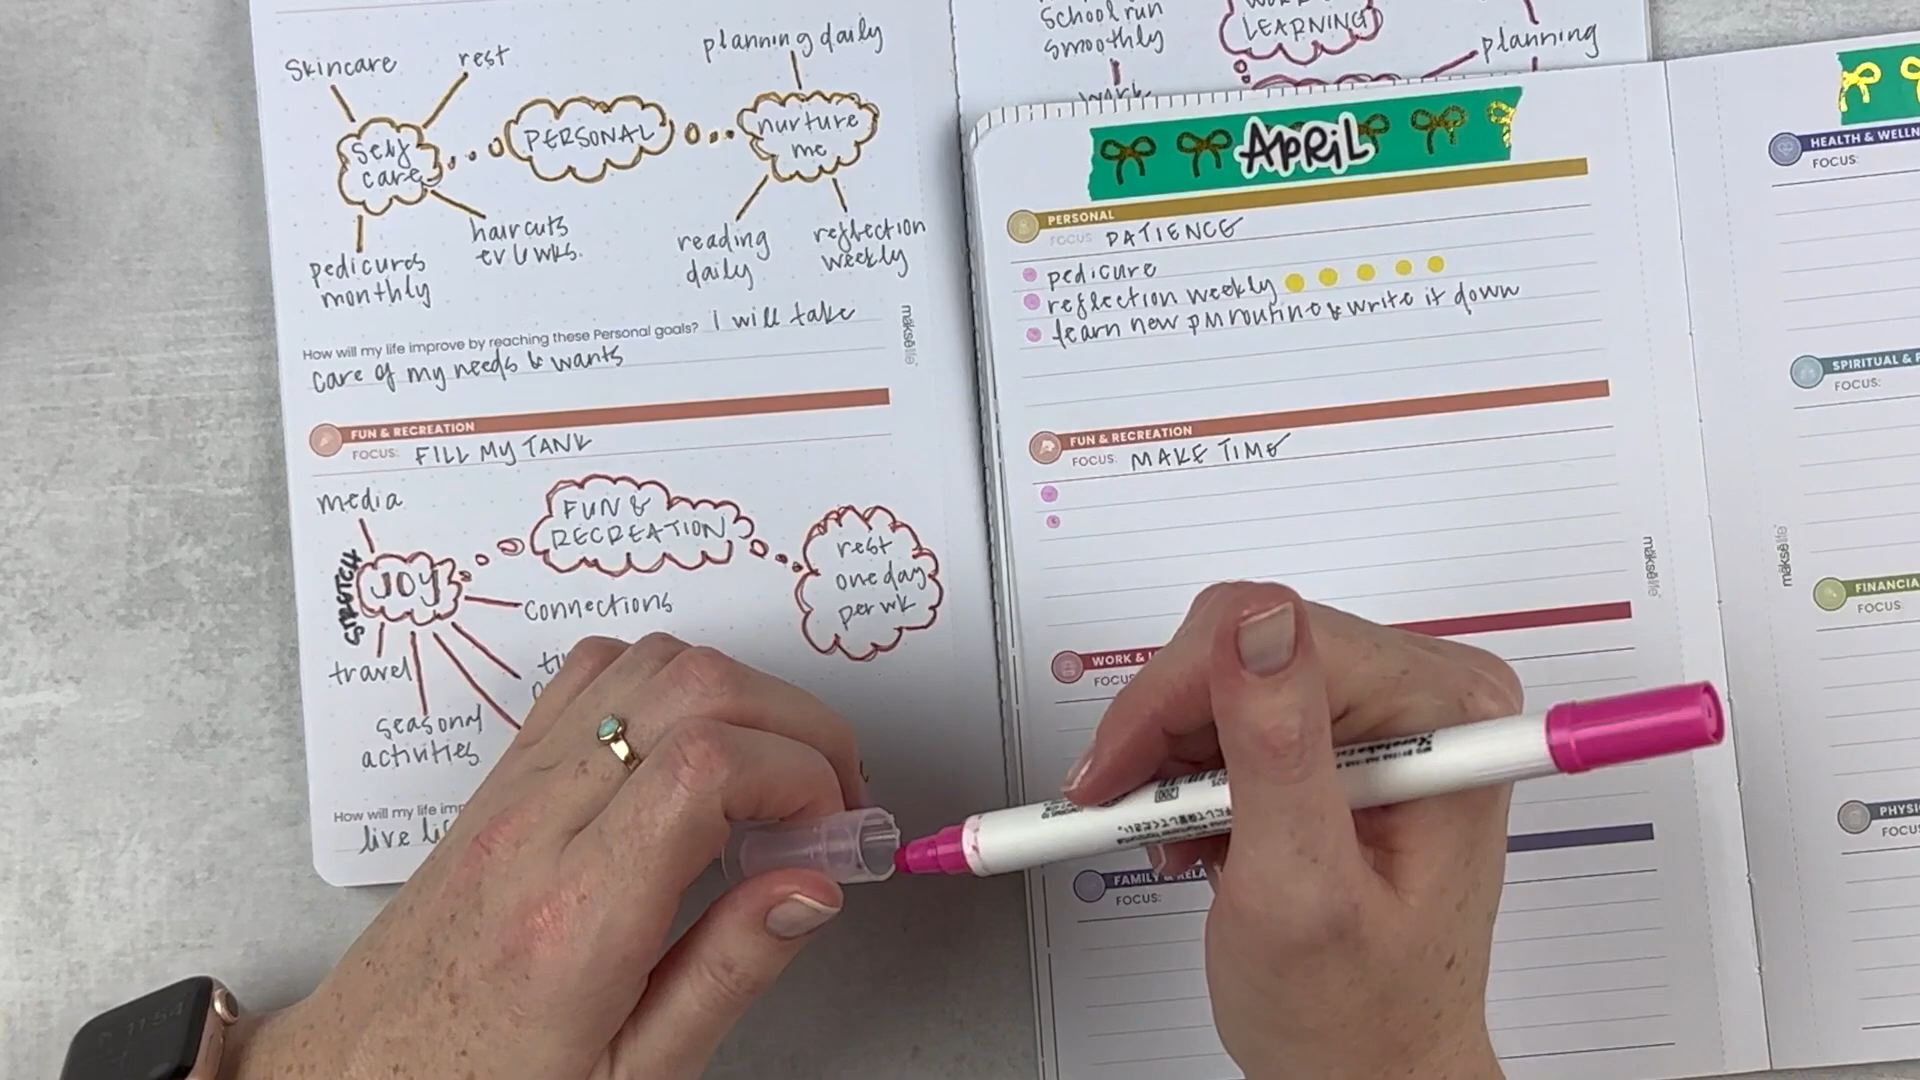 Skincare
rest
planning daily
self
care
PERSONAL
nurture
me
haircuts
ev 6 wks.
pedicures
monthly
reading
daily
reflection
weekly
How will my life improve by reaching these Personal goals? I will take
care of my needs & wants
makselife
FUN & RECREATION
FOCUS: FILL MY TANK
media
FUN &
RECREATION
rest
one day
per wk
STRETCH
JOY
connections
travel
seasonal
activities
How will my life
live
School run
smoothly
work
LEARNING
planning
APRIL
PERSONAL
FOCUS: PATIENCE
pedicure
reflection weekly
learn new pm routine & write it down
FUN & RECREATION
FOCUS: MAKE TIME
makselife
WORK &
FOCUS
FAMILY &
FOCUS:
HEALTH &
FOCUS:
SPIRITUAL &
FOCUS:
makselife
FOCUS